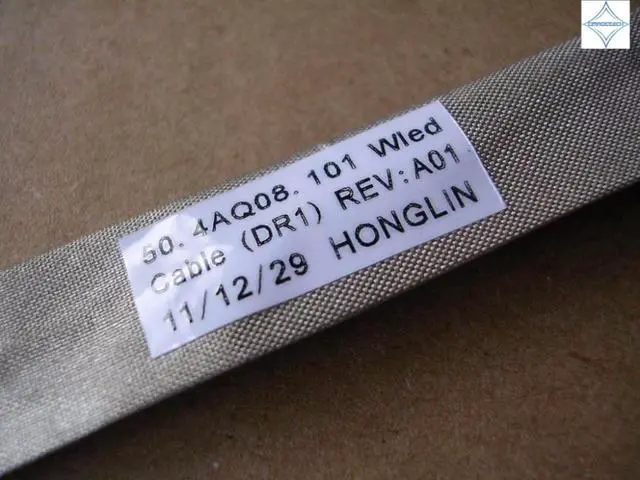 50.4AQ08.101 Wled
Cable (DR1) REV:A01
11/12/29 HONGLIN